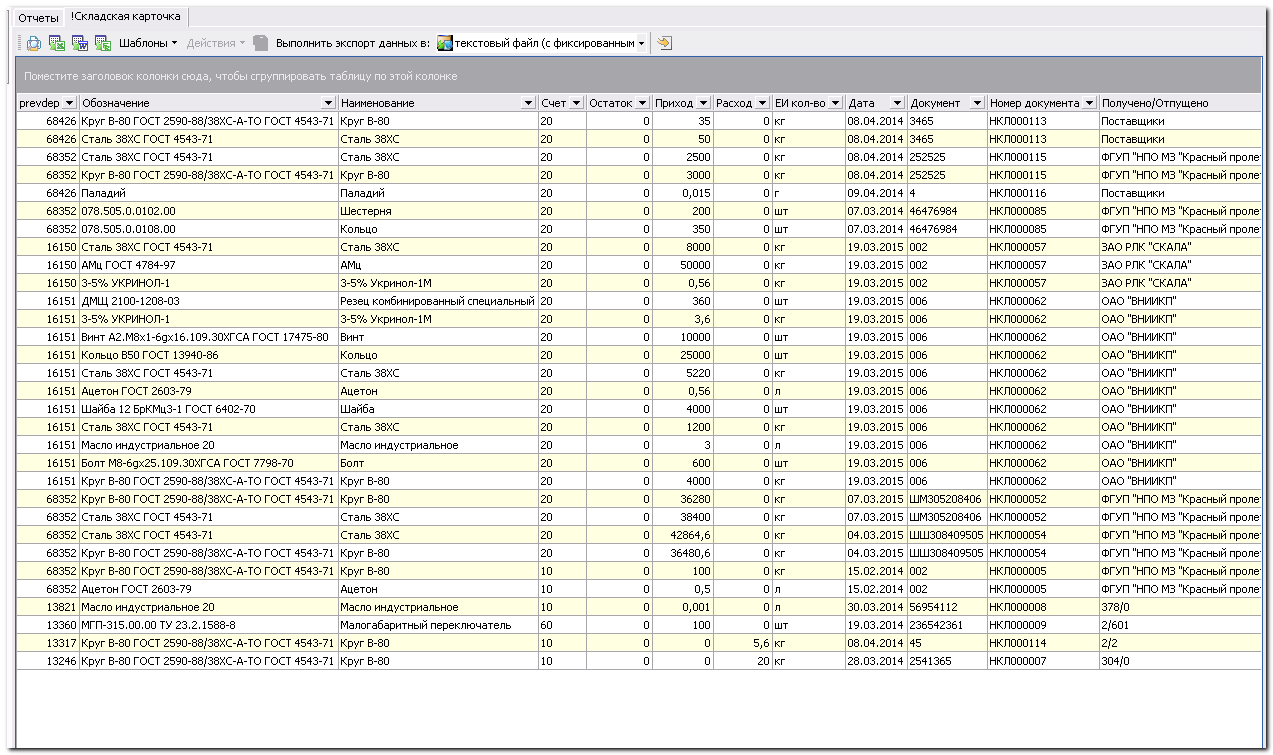 Отчеты !Складская карточка
Шаблоны Действия Выполнить экспорт данных в: текстовый файл (с фиксированным
Поместите заголовок колонки сюда, чтобы сгруппировать таблицу по этой колонке
prevdep Обозначение Наименование Счет Остаток Приход Расход ЕИ кол-во Дата Документ Номер документа Получено/Отпущено
68426 Круг В-80 ГОСТ 2590-88/38ХС-А-ТО ГОСТ 4543-71 Круг В-80 20 0 35 0 кг 08.04.2014 3465 НКЛ000113 Поставщики
68426 Сталь 38ХС ГОСТ 4543-71 Сталь 38ХС 20 0 50 0 кг 08.04.2014 3465 НКЛ000113 Поставщики
68352 Сталь 38ХС ГОСТ 4543-71 Сталь 38ХС 20 0 2500 0 кг 08.04.2014 252525 НКЛ000115 ФГУП "НПО МЗ "Красный проле
68352 Круг В-80 ГОСТ 2590-88/38ХС-А-ТО ГОСТ 4543-71 Круг В-80 20 0 3000 0 кг 08.04.2014 252525 НКЛ000115 ФГУП "НПО МЗ "Красный проле
68426 Паладий Паладий 20 0 0,015 0 г 09.04.2014 4 НКЛ000116 Поставщики
68352 078.505.0.0102.00 Шестерня 20 0 200 0 шт 07.03.2014 46476984 НКЛ000085 ФГУП "НПО МЗ "Красный проле
68352 078.505.0.0108.00 Кольцо 20 0 350 0 шт 07.03.2014 46476984 НКЛ000085 ФГУП "НПО МЗ "Красный проле
16150 Сталь 38ХС ГОСТ 4543-71 Сталь 38ХС 20 0 8000 0 кг 19.03.2015 002 НКЛ000057 ЗАО РЛК "СКАЛА"
16150 АМц ГОСТ 4784-97 АМц 20 0 50000 0 кг 19.03.2015 002 НКЛ000057 ЗАО РЛК "СКАЛА"
16150 3-5% УКРИНОЛ-1 3-5% Укринол-1М 20 0 0,56 0 кг 19.03.2015 002 НКЛ000057 ЗАО РЛК "СКАЛА"
16151 ДМЩ 2100-1208-03 Резец комбинированный специальный 20 0 360 0 шт 19.03.2015 006 НКЛ000062 ОАО "ВНИИКП"
16151 3-5% УКРИНОЛ-1 3-5% Укринол-1М 20 0 3,6 0 кг 19.03.2015 006 НКЛ000062 ОАО "ВНИИКП"
16151 Винт А2.М8х1-6gх16.109.30ХГСА ГОСТ 17475-80 Винт 20 0 10000 0 шт 19.03.2015 006 НКЛ000062 ОАО "ВНИИКП"
16151 Кольцо В50 ГОСТ 13940-86 Кольцо 20 0 25000 0 шт 19.03.2015 006 НКЛ000062 ОАО "ВНИИКП"
16151 Сталь 38ХС ГОСТ 4543-71 Сталь 38ХС 20 0 5220 0 кг 19.03.2015 006 НКЛ000062 ОАО "ВНИИКП"
16151 Ацетон ГОСТ 2603-79 Ацетон 20 0 0,56 0 л 19.03.2015 006 НКЛ000062 ОАО "ВНИИКП"
16151 Шайба 12 БрКМц3-1 ГОСТ 6402-70 Шайба 20 0 4000 0 шт 19.03.2015 006 НКЛ000062 ОАО "ВНИИКП"
16151 Сталь 38ХС ГОСТ 4543-71 Сталь 38ХС 20 0 1200 0 кг 19.03.2015 006 НКЛ000062 ОАО "ВНИИКП"
16151 Масло индустриальное 20 Масло индустриальное 20 0 3 0 л 19.03.2015 006 НКЛ000062 ОАО "ВНИИКП"
16151 Болт М8-6gх25.109.30ХГСА ГОСТ 7798-70 Болт 20 0 600 0 шт 19.03.2015 006 НКЛ000062 ОАО "ВНИИКП"
16151 Круг В-80 ГОСТ 2590-88/38ХС-А-ТО ГОСТ 4543-71 Круг В-80 20 0 4000 0 кг 19.03.2015 006 НКЛ000062 ОАО "ВНИИКП"
68352 Круг В-80 ГОСТ 2590-88/38ХС-А-ТО ГОСТ 4543-71 Круг В-80 20 0 36280 0 кг 07.03.2015 ШМ305208406 НКЛ000052 ФГУП "НПО МЗ "Красный проле
68352 Сталь 38ХС ГОСТ 4543-71 Сталь 38ХС 20 0 38400 0 кг 07.03.2015 ШМ305208406 НКЛ000052 ФГУП "НПО МЗ "Красный проле
68352 Сталь 38ХС ГОСТ 4543-71 Сталь 38ХС 20 0 42864,6 0 кг 04.03.2015 ШШ308409505 НКЛ000054 ФГУП "НПО МЗ "Красный проле
68352 Круг В-80 ГОСТ 2590-88/38ХС-А-ТО ГОСТ 4543-71 Круг В-80 20 0 36480,6 0 кг 04.03.2015 ШШ308409505 НКЛ000054 ФГУП "НПО МЗ "Красный проле
68352 Круг В-80 ГОСТ 2590-88/38ХС-А-ТО ГОСТ 4543-71 Круг В-80 10 0 100 0 кг 15.02.2014 002 НКЛ000005 ФГУП "НПО МЗ "Красный проле
68352 Ацетон ГОСТ 2603-79 Ацетон 10 0 0,5 0 л 15.02.2014 002 НКЛ000005 ФГУП "НПО МЗ "Красный проле
13821 Масло индустриальное 20 Масло индустриальное 10 0 0,001 0 л 30.03.2014 56954112 НКЛ000008 378/0
13360 МГП-315.00.00 ТУ 23.2.1588-8 Малогабаритный переключатель 60 0 100 0 шт 19.03.2014 236542361 НКЛ000009 2/601
13317 Круг В-80 ГОСТ 2590-88/38ХС-А-ТО ГОСТ 4543-71 Круг В-80 10 0 0 5,6 кг 08.04.2014 45 НКЛ000114 2/2
13246 Круг В-80 ГОСТ 2590-88/38ХС-А-ТО ГОСТ 4543-71 Круг В-80 10 0 0 20 кг 28.03.2014 2541365 НКЛ000007 304/0